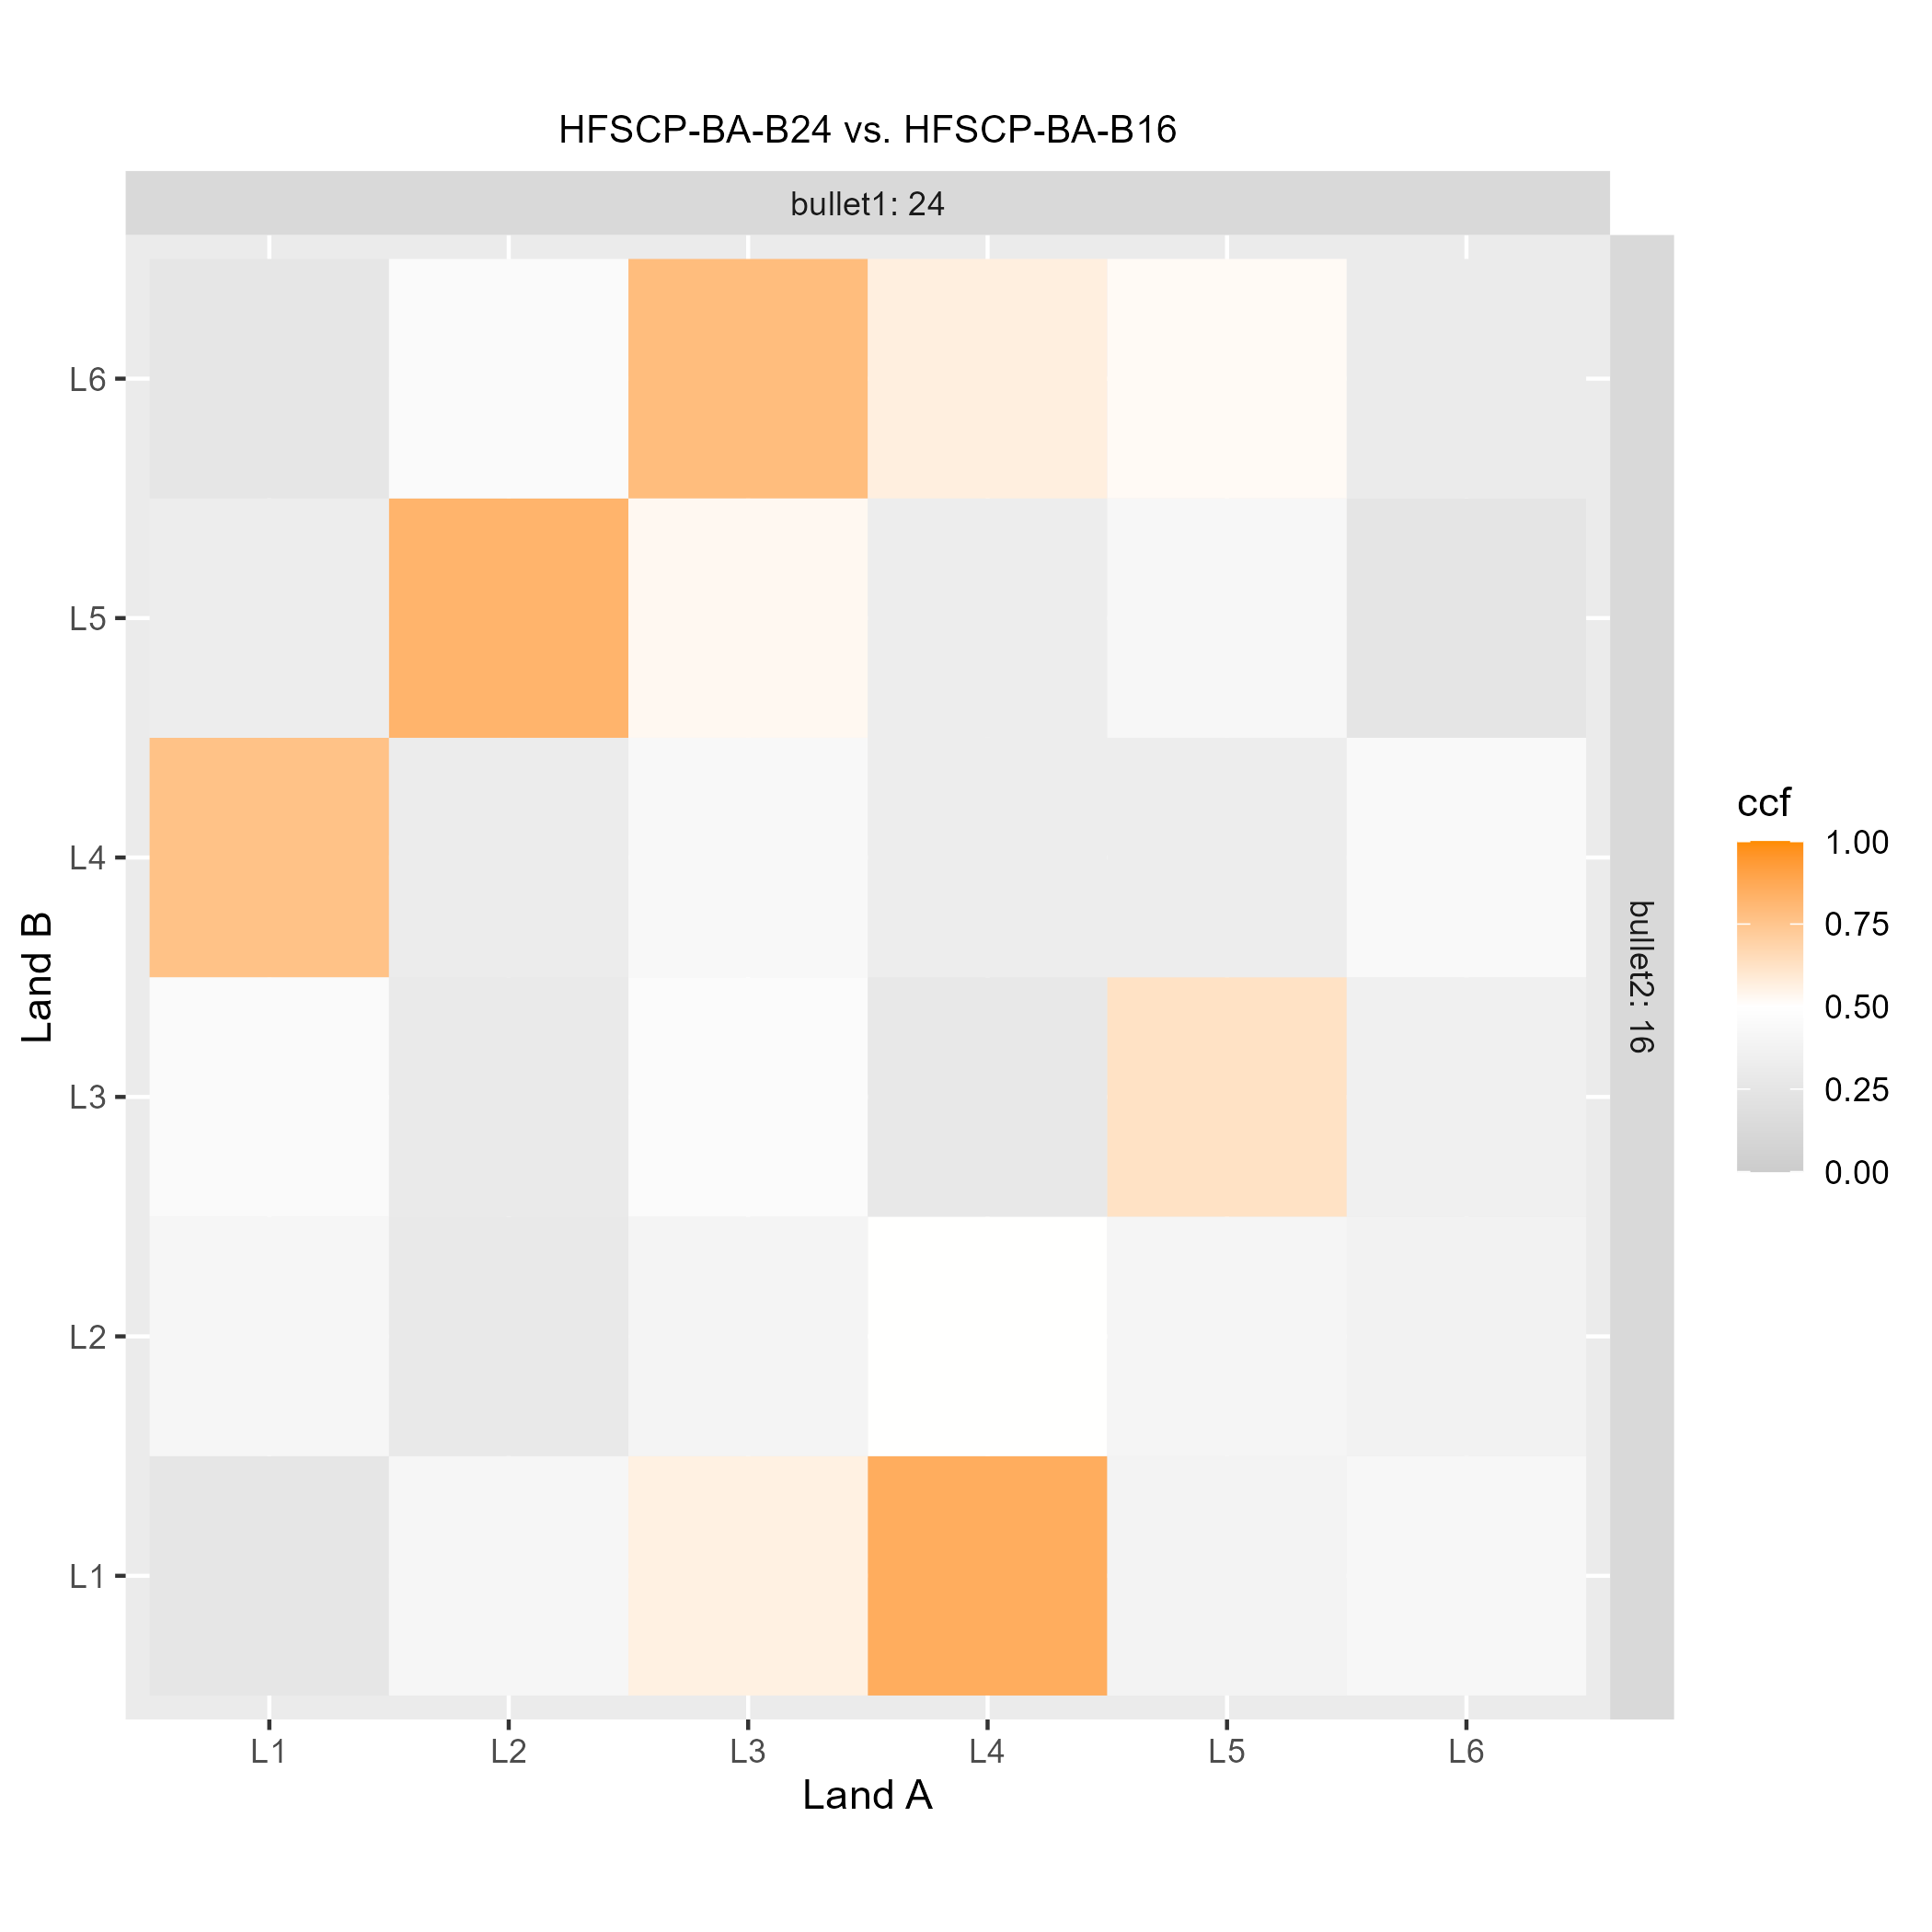 HFSCP-BA-B24 vs. HFSCP-BA-B16
bullet1: 24
L6
L5
L4
L3
L2
L1
Land B
bullet2: 16
L1 L2 L3 L4 L5 L6
Land A
ccf
1.00
0.75
0.50
0.25
0.00